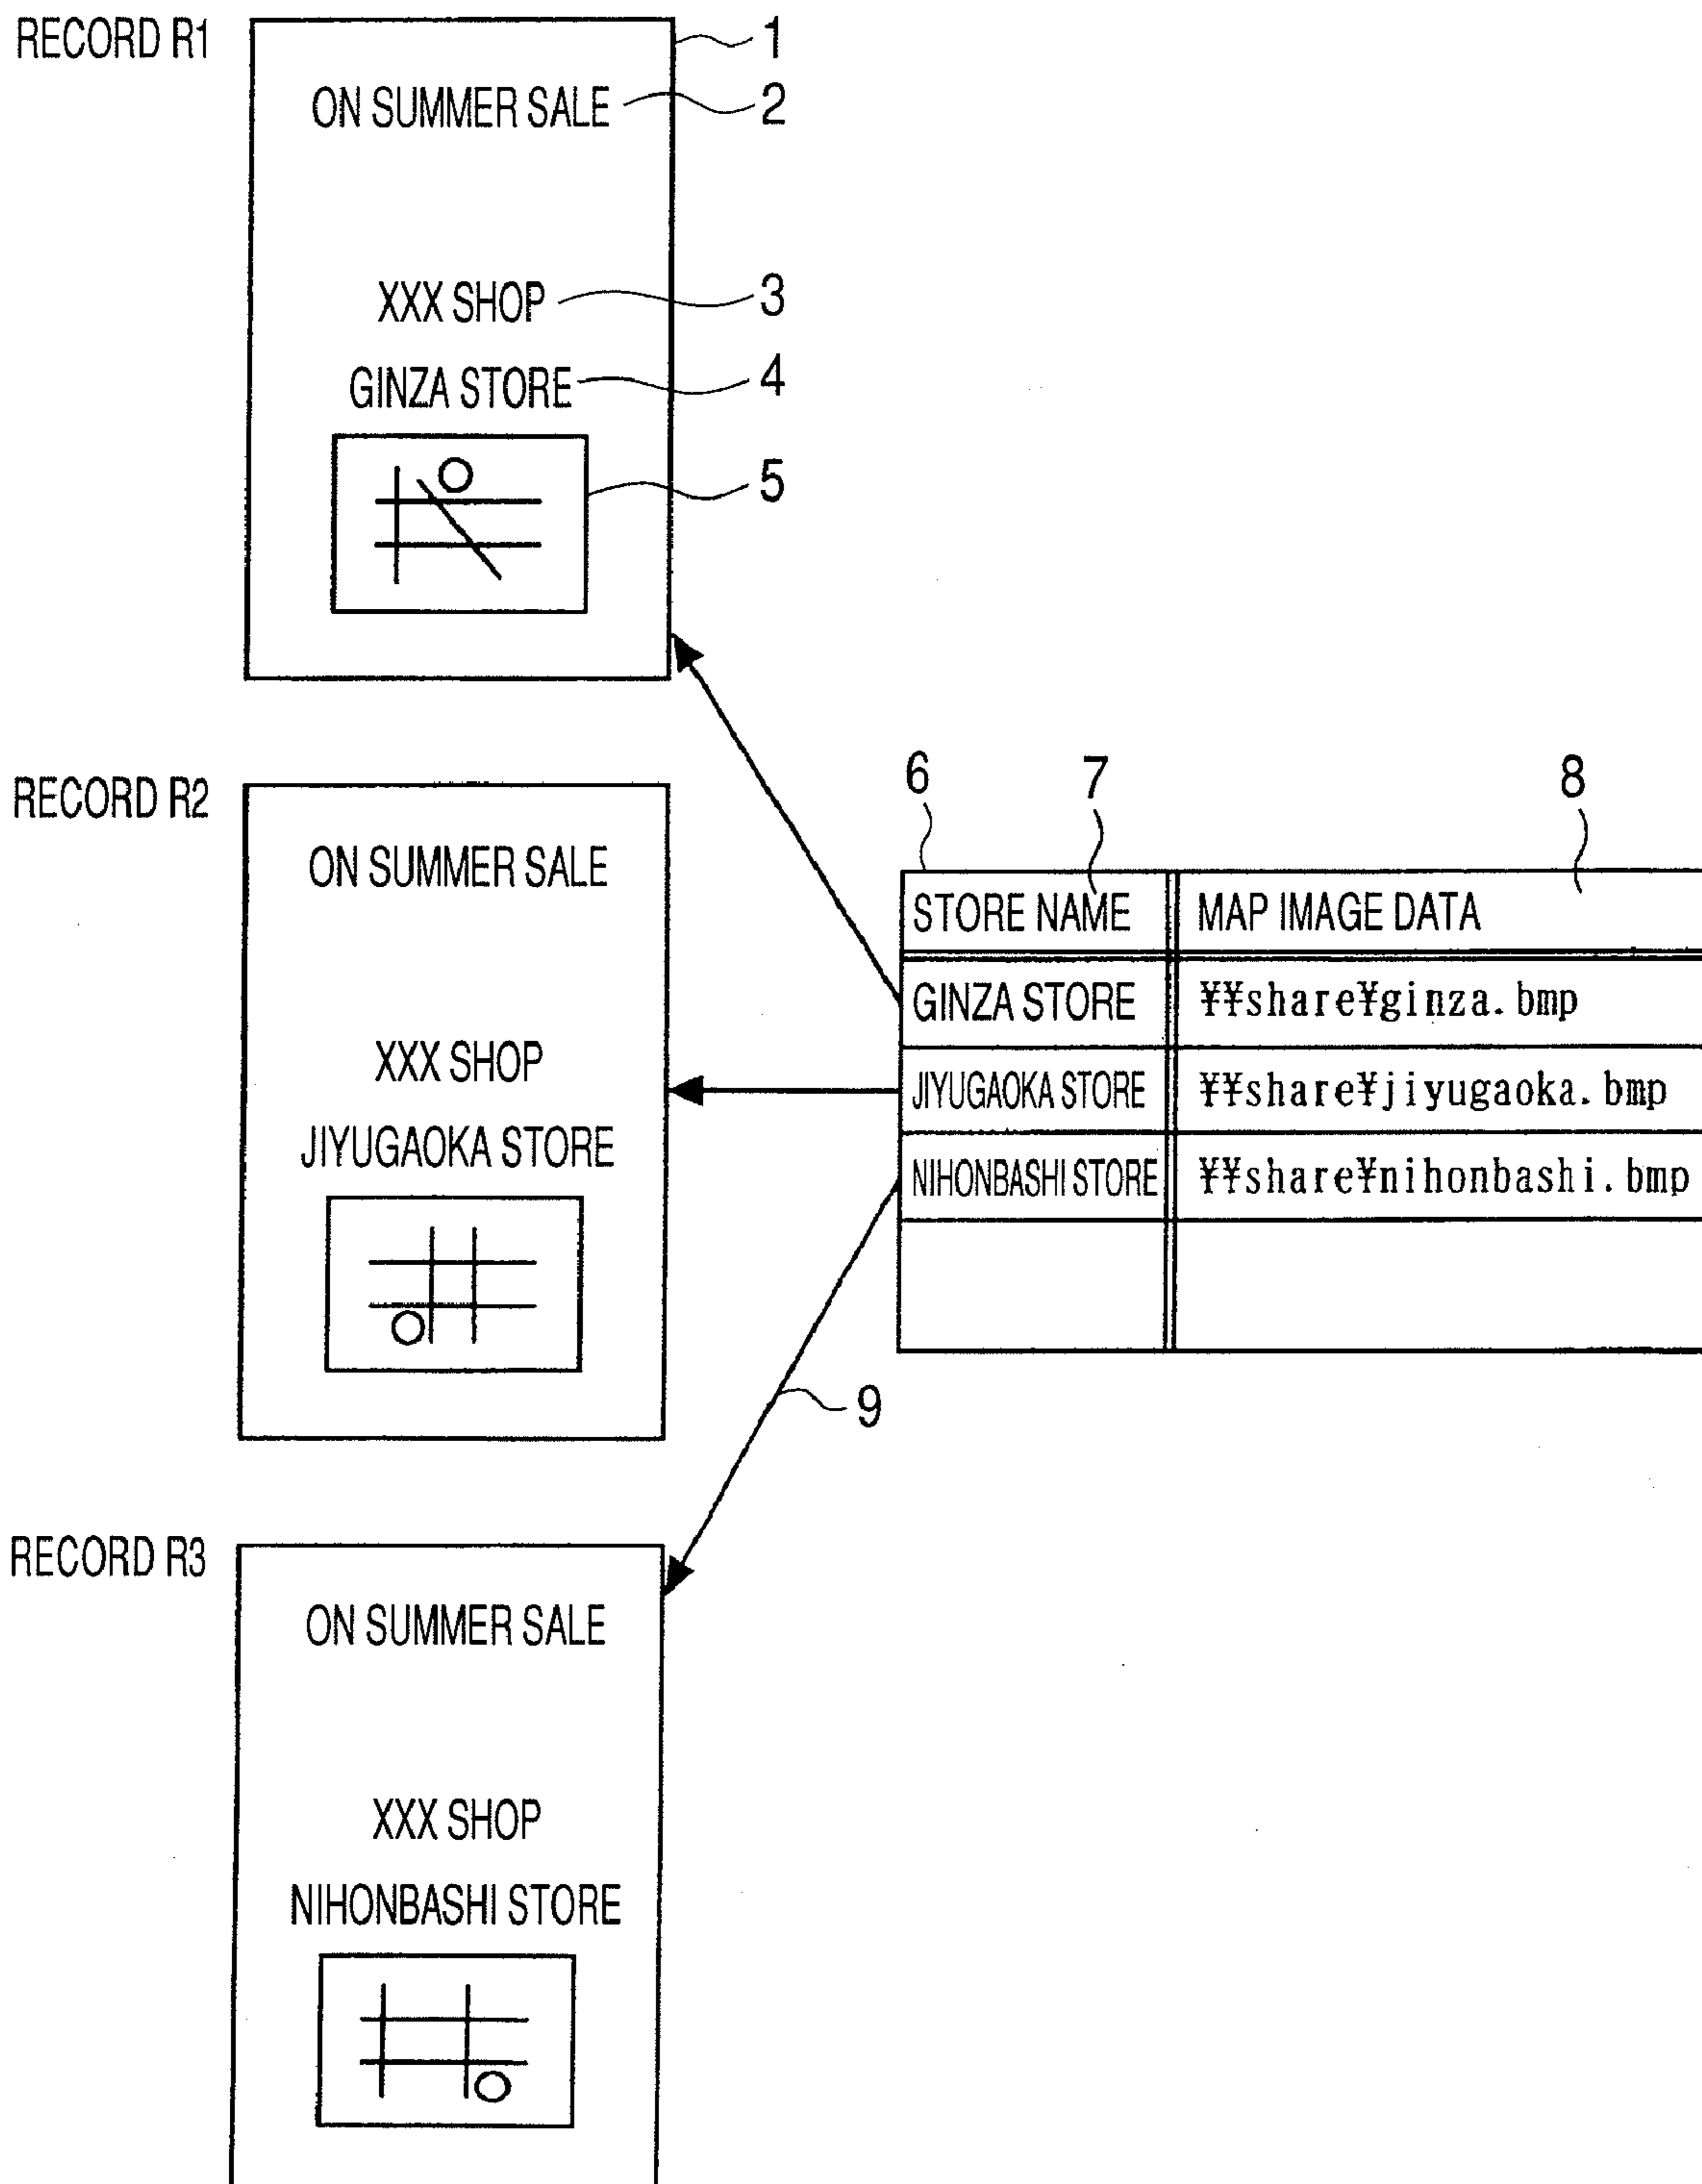 RECORD R1
1
ON SUMMER SALE 2
XXX SHOP 3
GINZA STORE 4
5
RECORD R2
ON SUMMER SALE
XXX SHOP
JIYUGAOKA STORE
6 7 8
STORE NAME MAP IMAGE DATA
GINZA STORE ¥¥share¥ginza.bmp
JIYUGAOKA STORE ¥¥share¥jiyugaoka.bmp
NIHONBASHI STORE ¥¥share¥nihonbashi.bmp
9
RECORD R3
ON SUMMER SALE
XXX SHOP
NIHONBASHI STORE